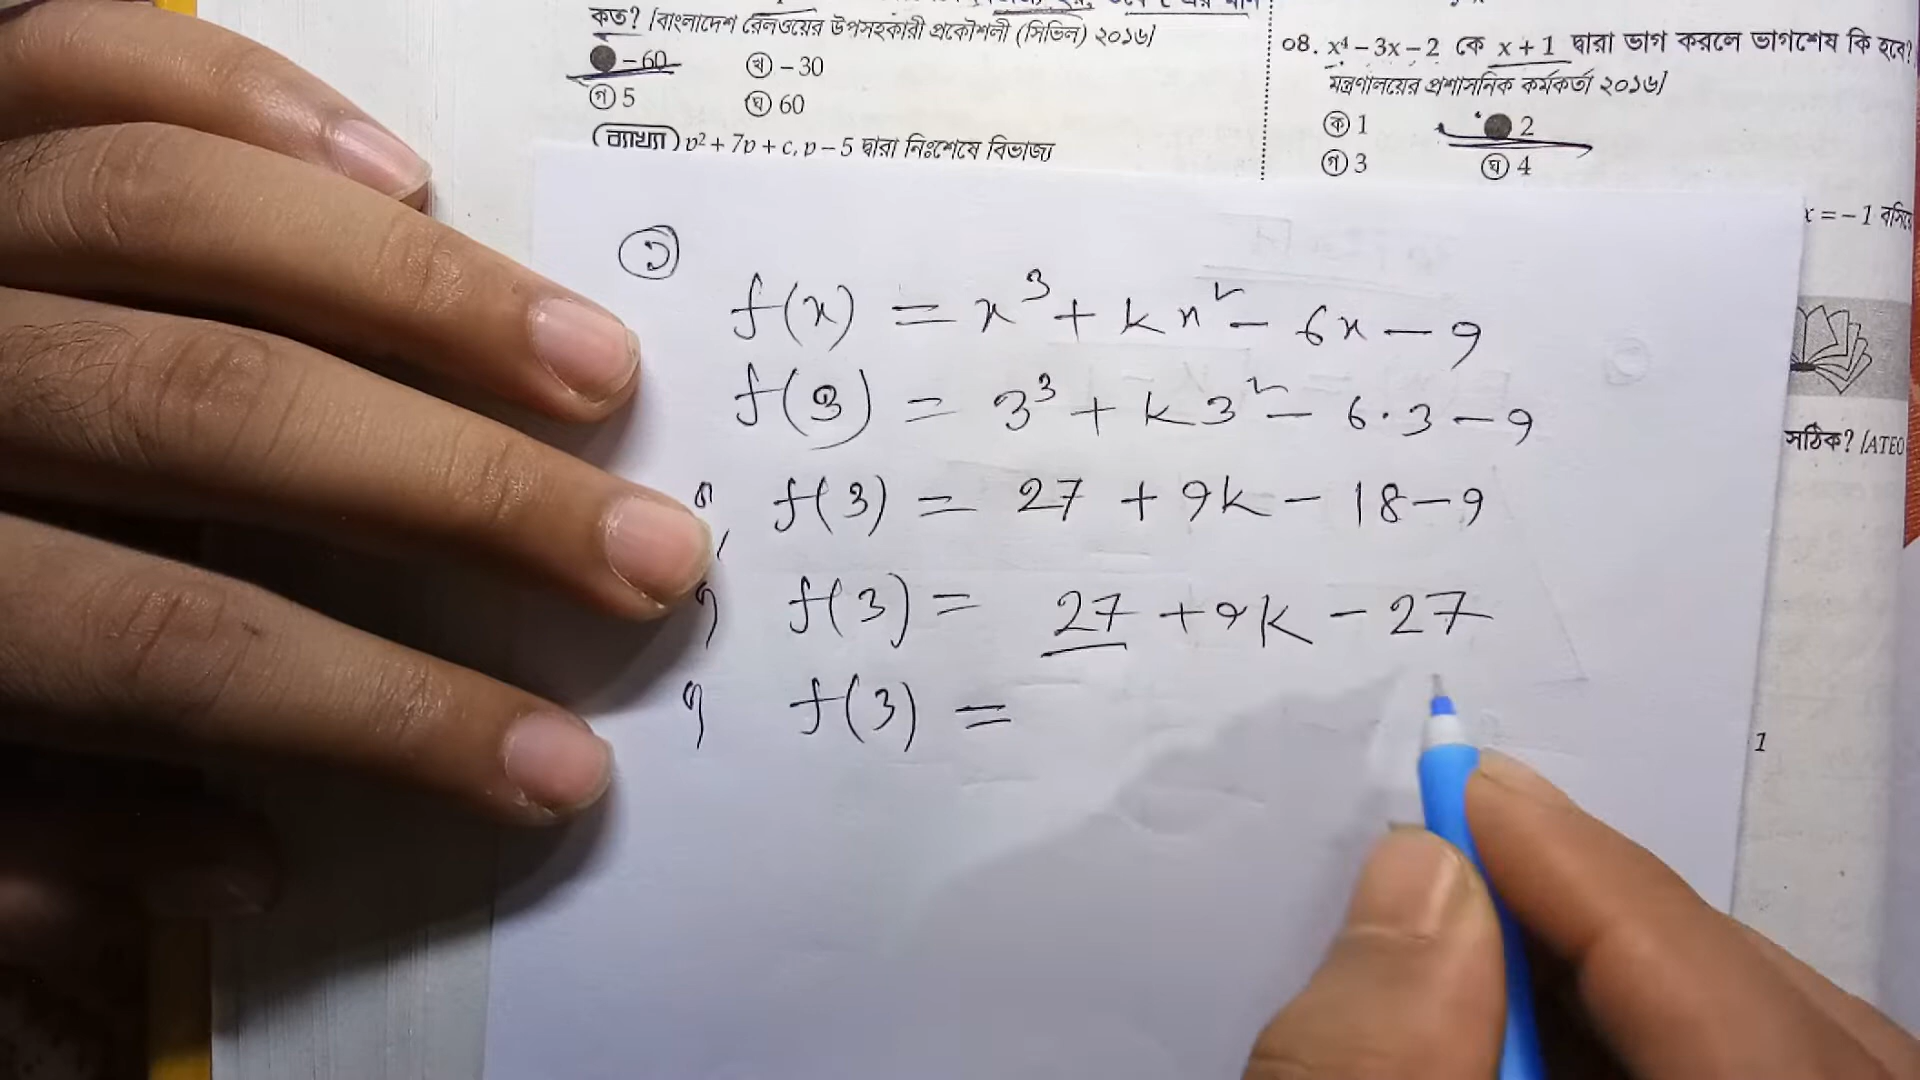 কত? [বাংলাদেশ রেলওয়ের উপসহকারী প্রকৌশলী (সিভিল) ২০১৬]
– 60
খ – 30
গ 5
ঘ 60
ব্যাখ্যা p² + 7p + c, p – 5 দ্বারা নিঃশেষে বিভাজ্য
০৪. x⁴ – 3x – 2 কে x + 1 দ্বারা ভাগ করলে ভাগশেষ কি হবে?
মন্ত্রণালয়ের প্রশাসনিক কর্মকর্তা ২০১৬]
ক 1
2
গ 3
ঘ 4
x = – 1
সঠিক? [ATEO
1
f(x) = x³ + kx² – 6x – 9
f(3) = 3³ + k3² – 6·3 – 9
বা, f(3) = 27 + 9k – 18 – 9
f(3) = 27 + 9k – 27
f(3) =